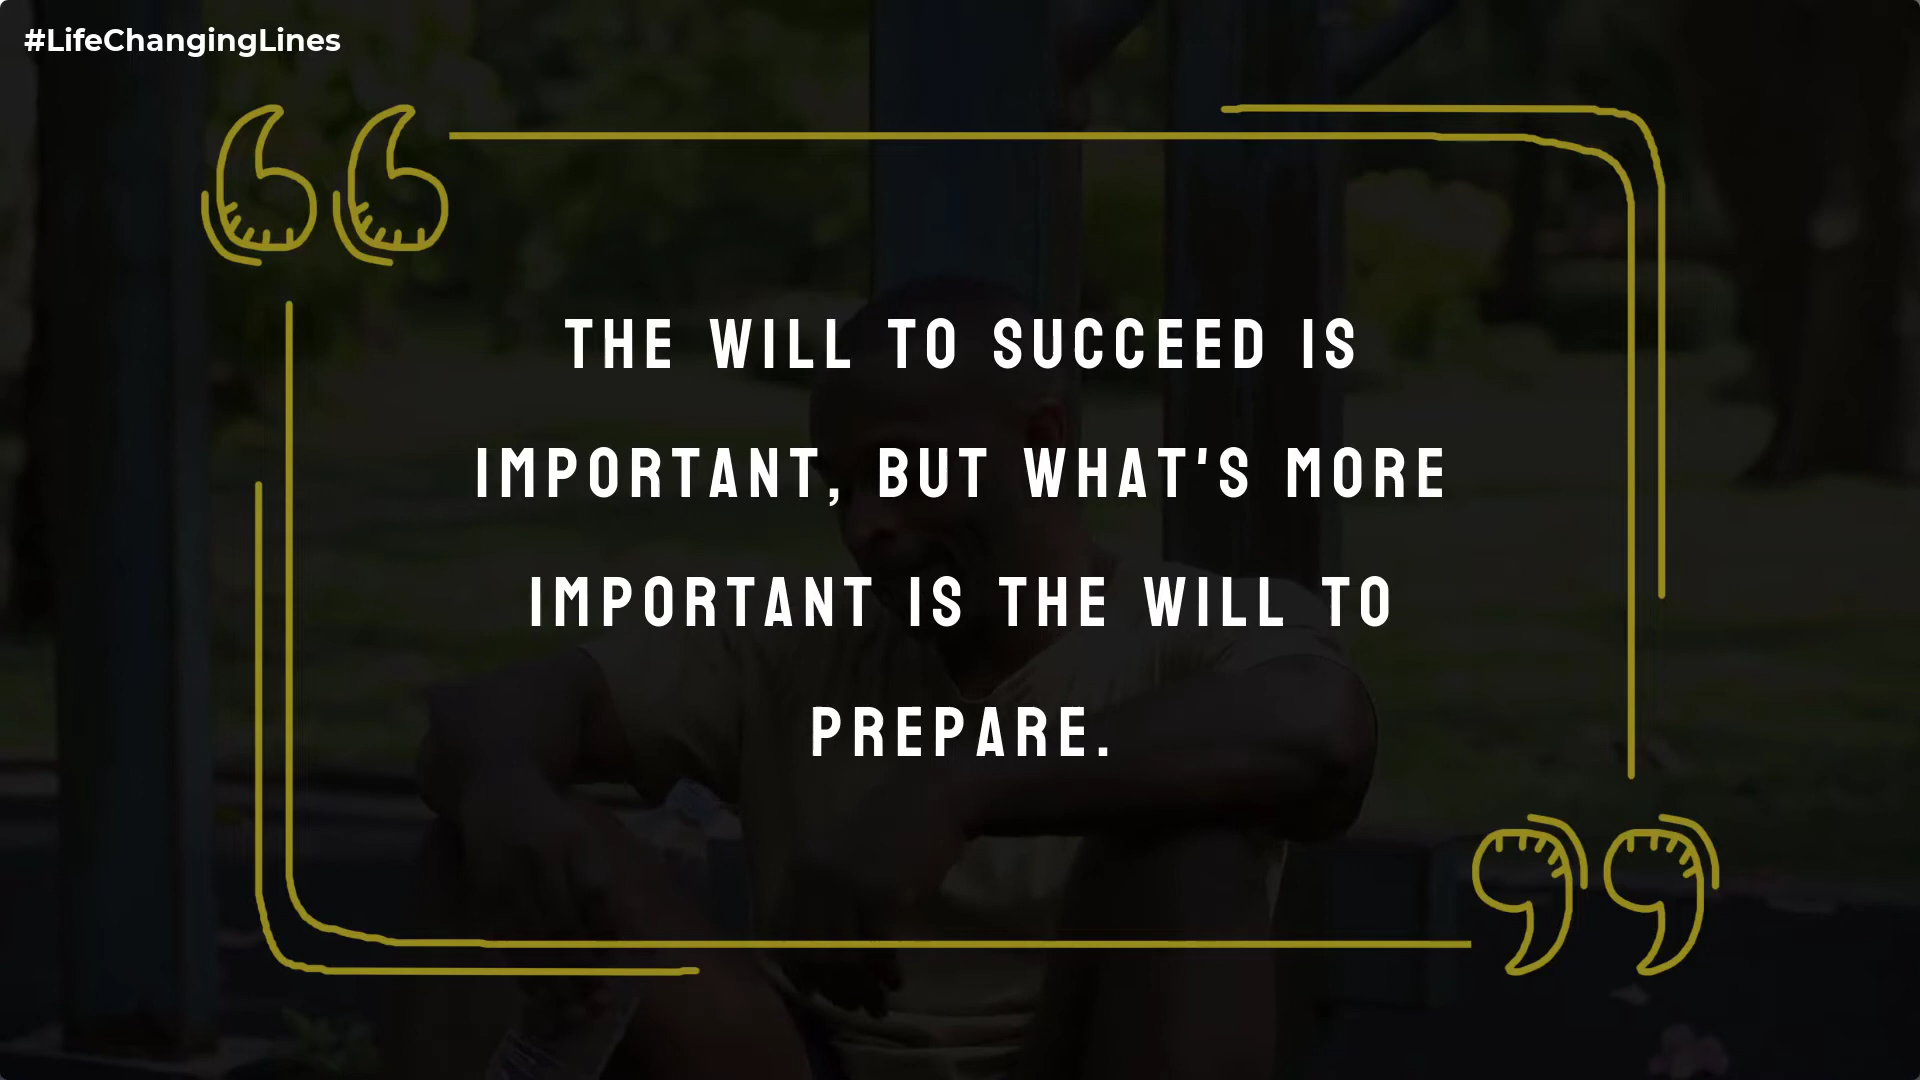 #LifeChangingLines
THE WILL TO SUCCEED IS
IMPORTANT, BUT WHAT'S MORE
IMPORTANT IS THE WILL TO
PREPARE.